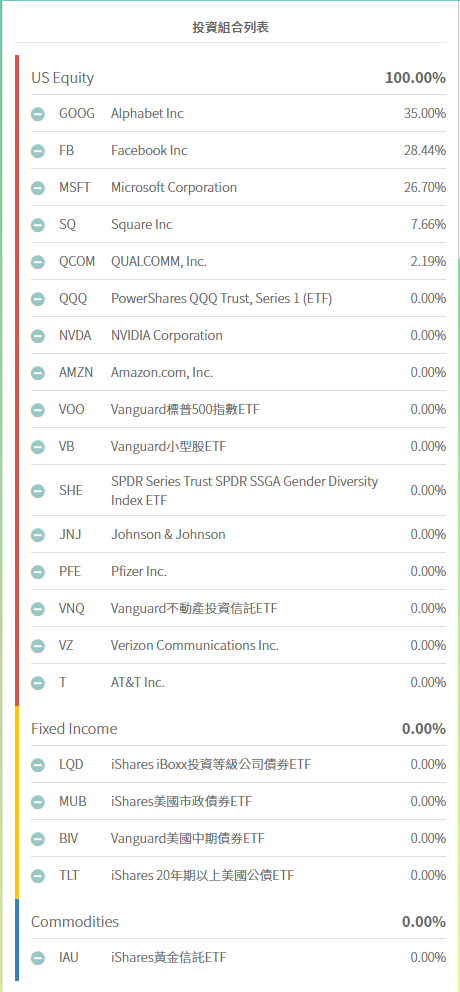 投資組合列表
US Equity 100.00%
GOOG Alphabet Inc 35.00%
FB Facebook Inc 28.44%
MSFT Microsoft Corporation 26.70%
SQ Square Inc 7.66%
QCOM QUALCOMM, Inc. 2.19%
QQQ PowerShares QQQ Trust, Series 1 (ETF) 0.00%
NVDA NVIDIA Corporation 0.00%
AMZN Amazon.com, Inc. 0.00%
VOO Vanguard標普500指數ETF 0.00%
VB Vanguard小型股ETF 0.00%
SHE SPDR Series Trust SPDR SSGA Gender Diversity
Index ETF 0.00%
JNJ Johnson & Johnson 0.00%
PFE Pfizer Inc. 0.00%
VNQ Vanguard不動產投資信託ETF 0.00%
VZ Verizon Communications Inc. 0.00%
T AT&T Inc. 0.00%
Fixed Income 0.00%
LQD iShares iBoxx投資等級公司債券ETF 0.00%
MUB iShares美國市政債券ETF 0.00%
BIV Vanguard美國中期債券ETF 0.00%
TLT iShares 20年期以上美國公債ETF 0.00%
Commodities 0.00%
IAU iShares黃金信託ETF 0.00%